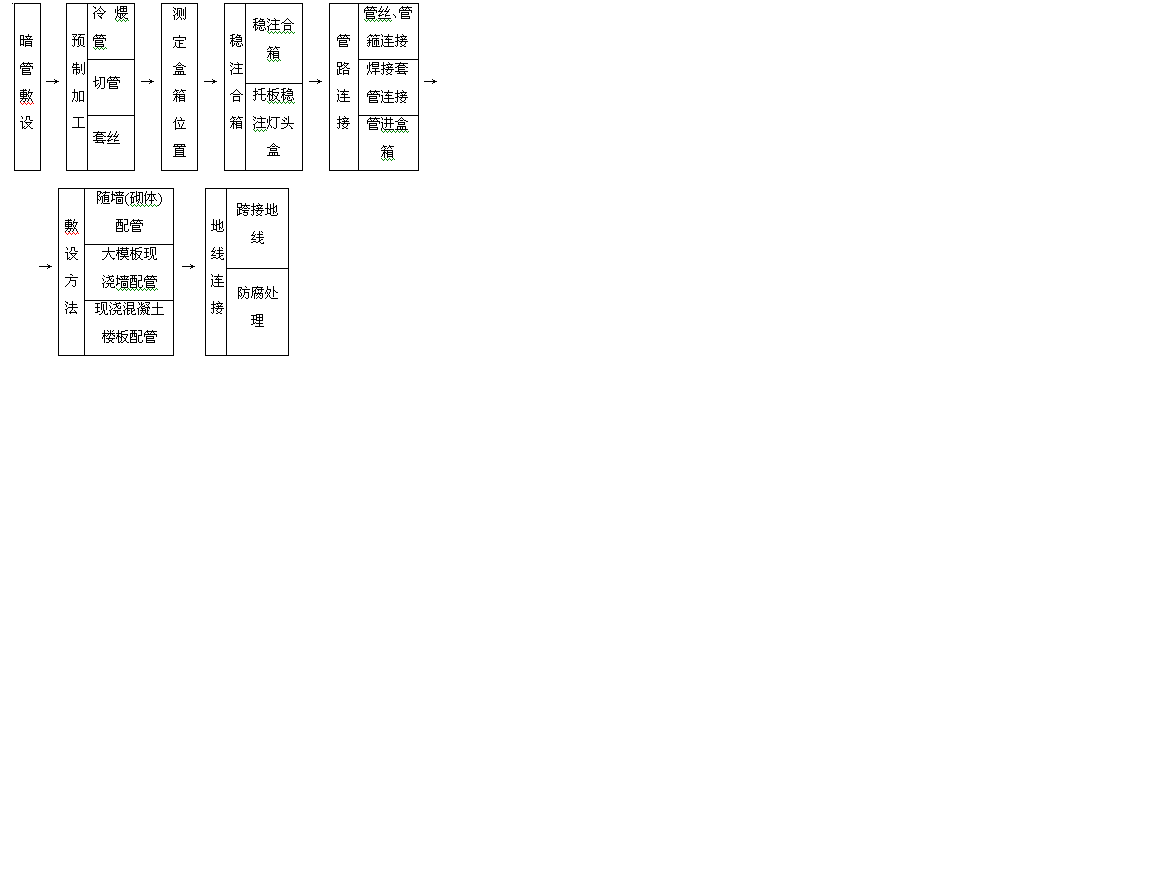 暗管敷设
→
预制加工
冷 煨
管
切管
套丝
→
测定盒箱位置
→
稳注合箱
稳注合
箱
托板稳
注灯头
盒
→
管路连接
管丝、管
箍连接
焊接套
管连接
管进盒
箱
→
→
敷设方法
随墙(砌体)
配管
大模板现
浇墙配管
现浇混凝土
楼板配管
→
地线连接
跨接地
线
防腐处
理